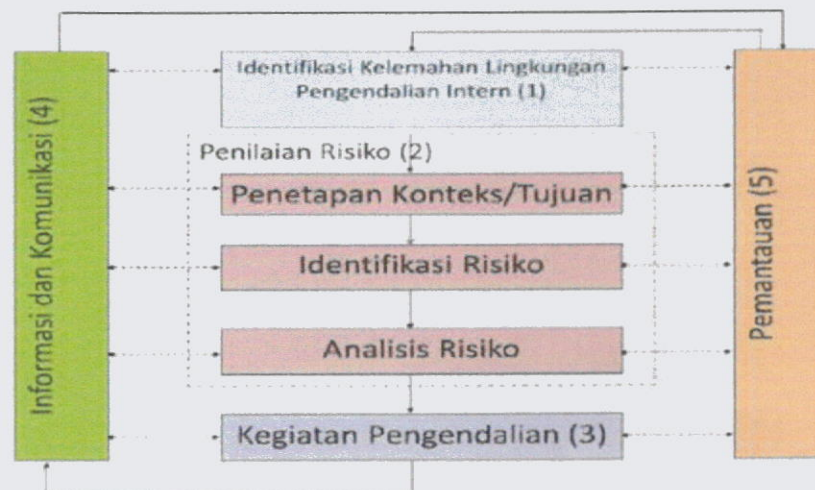 Identifikasi Kelemahan Lingkungan
Pengendalian Intern (1)
Penilaian Risiko (2)
Penetapan Konteks/Tujuan
Identifikasi Risiko
Analisis Risiko
Kegiatan Pengendalian (3)
Informasi dan Komunikasi (4)
Pemantauan (5)